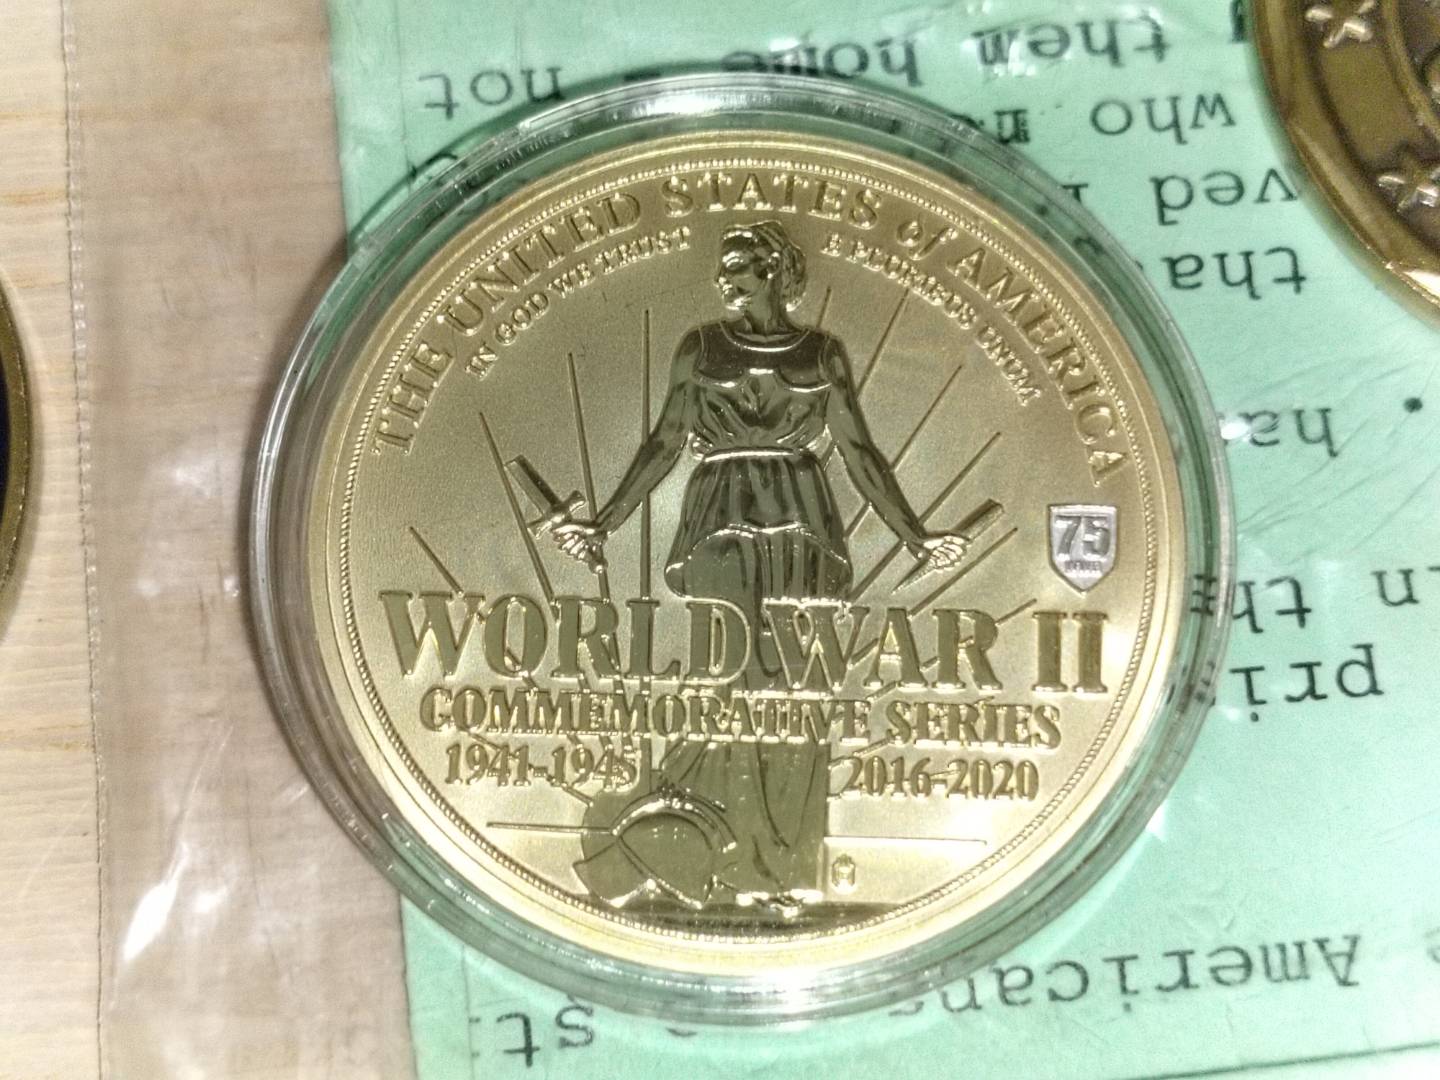 THE UNITED STATES of AMERICA
IN GOD WE TRUST
E PLURIBUS UNUM
75
WORLD WAR II
COMMEMORATIVE SERIES
1941-1945
2016-2020
Americans
pri
in th
ha
tha
ved
who
them home - not